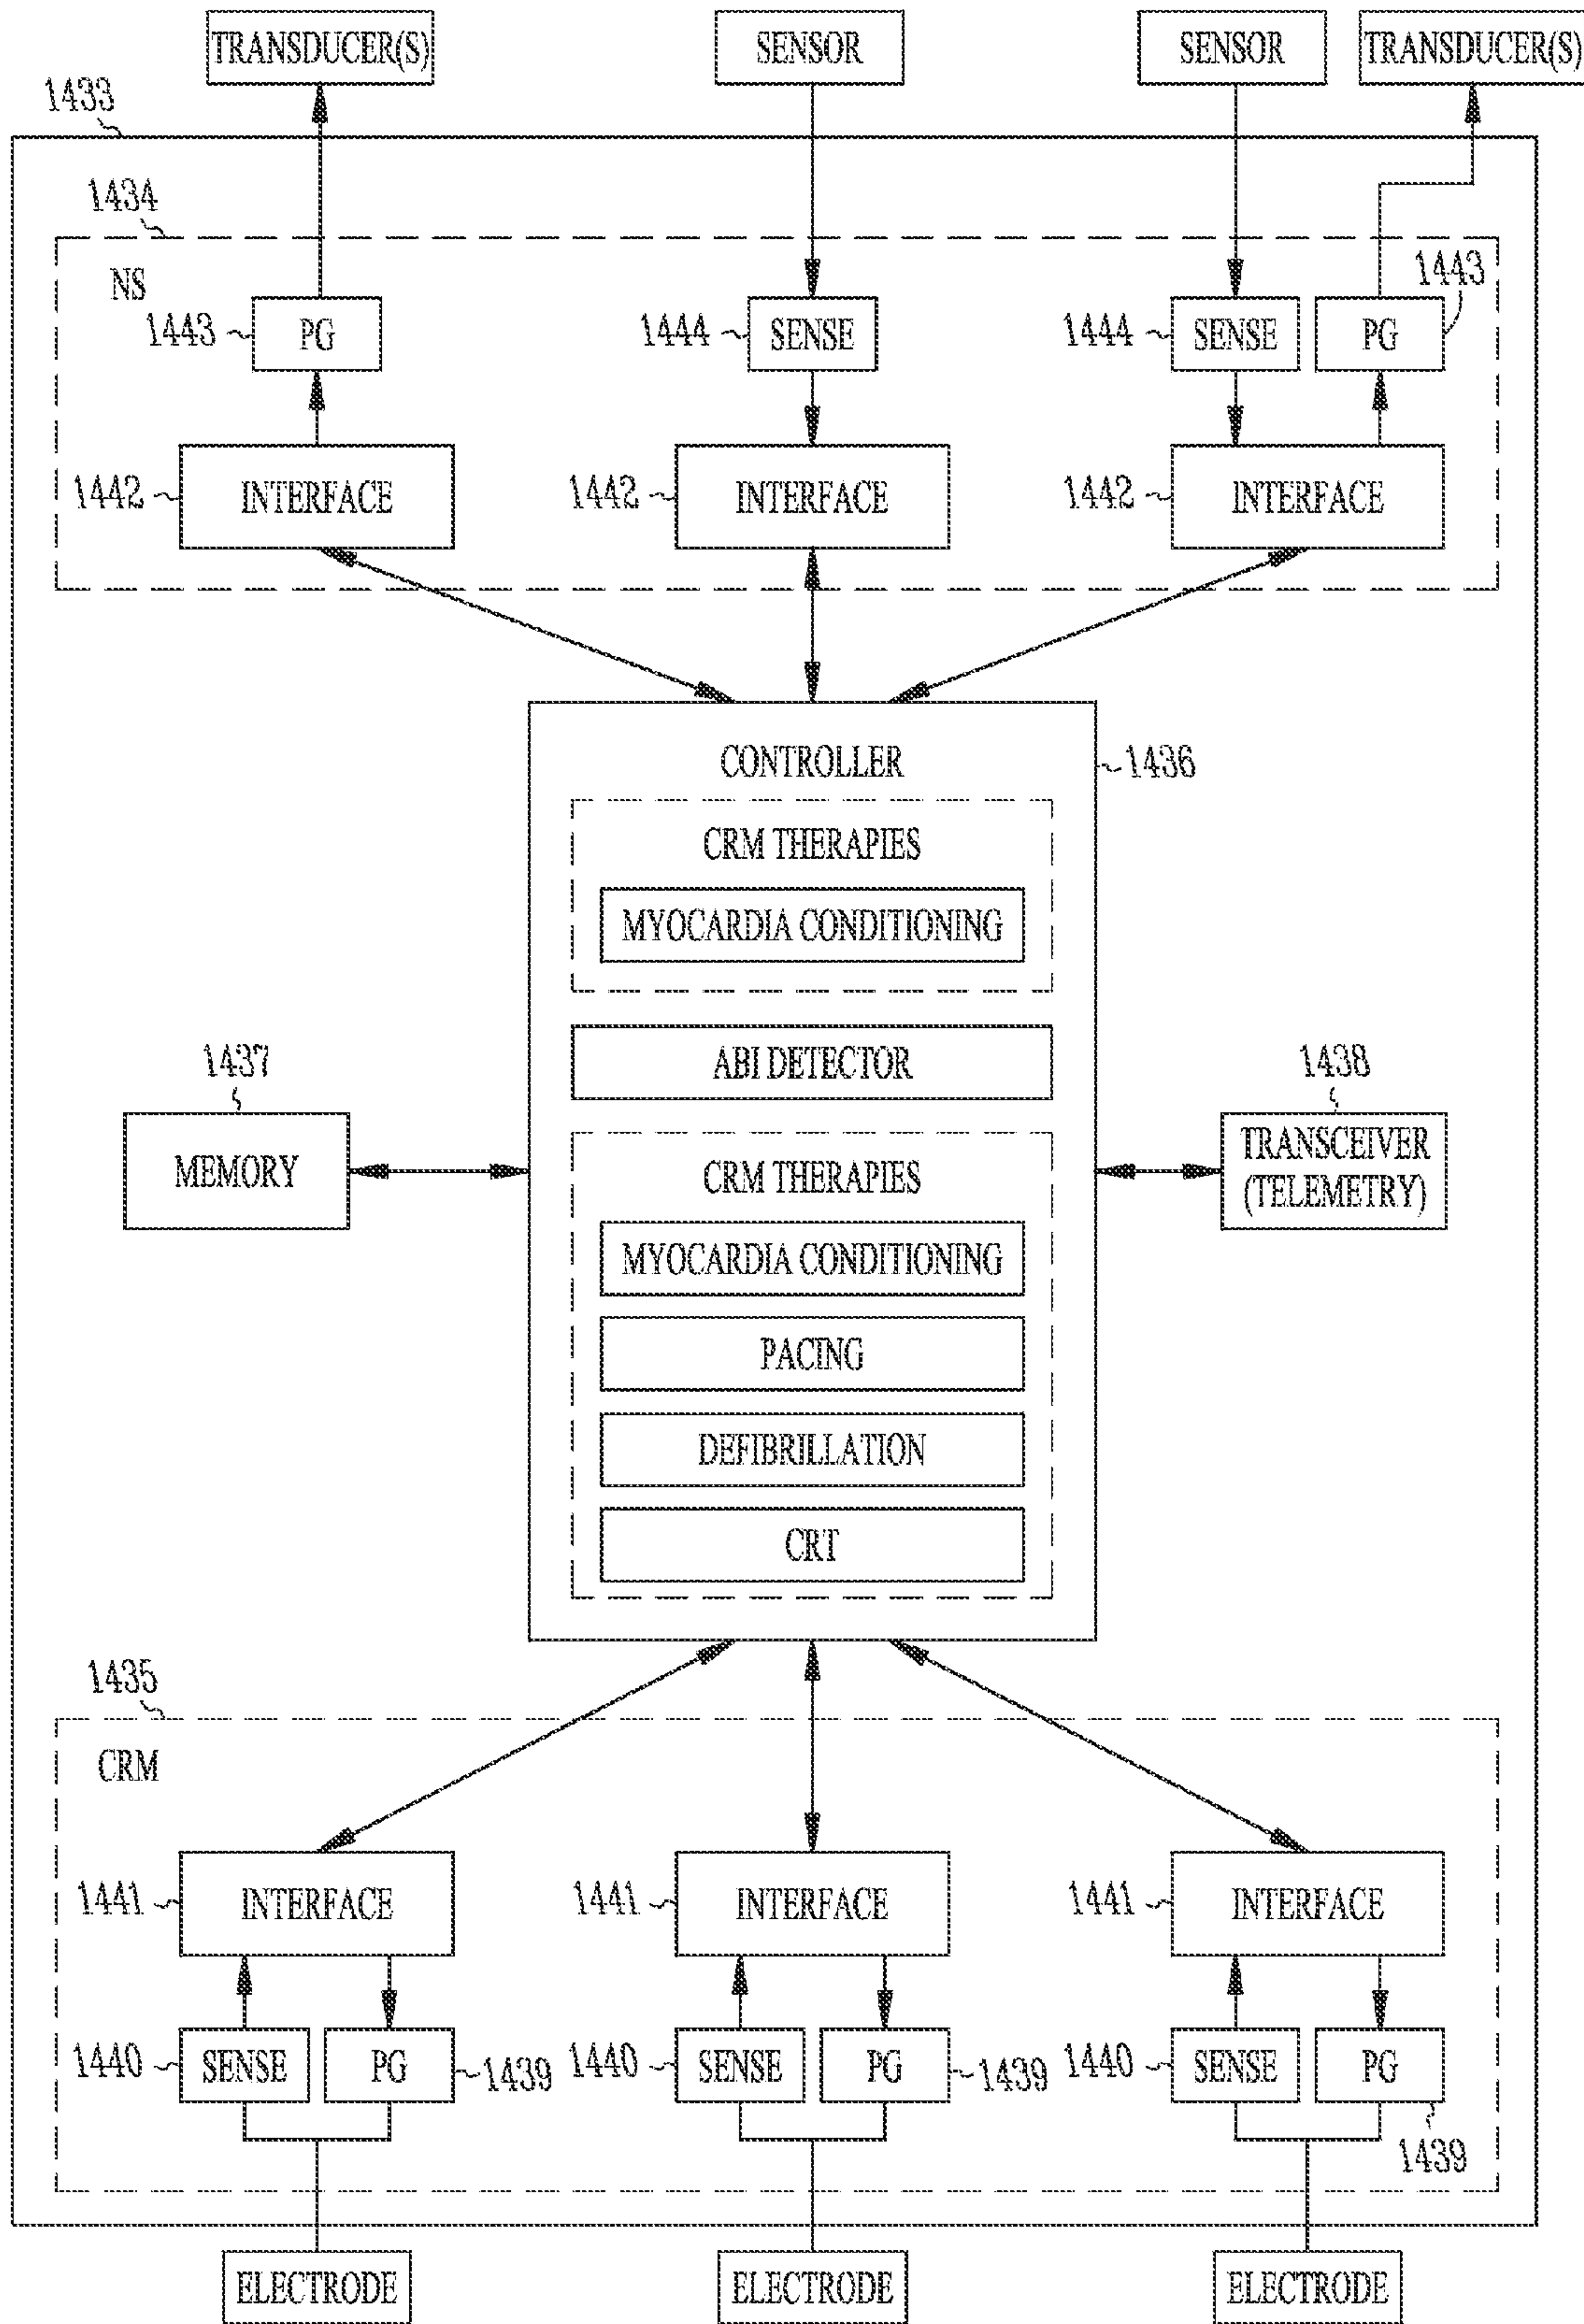 TRANSDUCER(S)
SENSOR
SENSOR
TRANSDUCER(S)
1433
1434
NS
1443
PG
1444
SENSE
1444
SENSE
PG
1443
1442
INTERFACE
1442
INTERFACE
1442
INTERFACE
CONTROLLER
1436
CRM THERAPIES
MYOCARDIA CONDITIONING
ABI DETECTOR
1437
MEMORY
1438
TRANSCEIVER
(TELEMETRY)
CRM THERAPIES
MYOCARDIA CONDITIONING
PACING
DEFIBRILLATION
CRT
1435
CRM
1441
INTERFACE
1441
INTERFACE
1441
INTERFACE
1440
SENSE
PG
1439
1440
SENSE
PG
1439
1440
SENSE
PG
1439
ELECTRODE
ELECTRODE
ELECTRODE